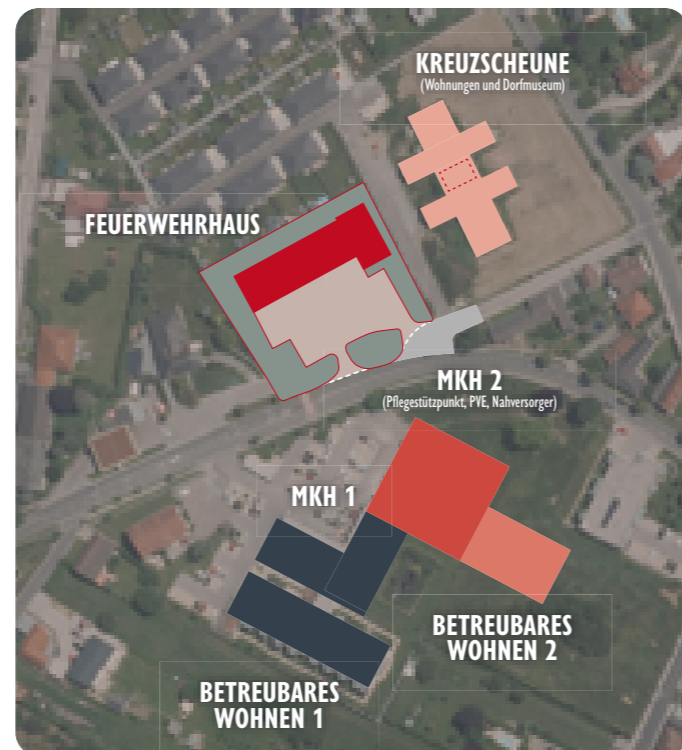 KREUZSCHEUNE
(Wohnungen und Dorfmuseum)
FEUERWEHRHAUS
MKH 2
(Pflegestützpunkt, PVE, Nahversorger)
MKH 1
BETREUBARES
WOHNEN 2
BETREUBARES
WOHNEN 1